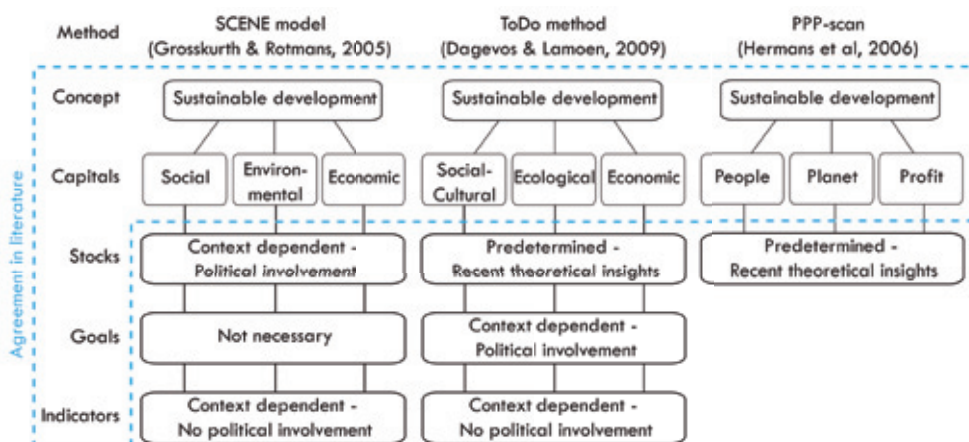 Method
SCENE model
(Grosskurth & Rotmans, 2005)
ToDo method
(Dagevos & Lamoen, 2009)
PPP-scan
(Hermans et al, 2006)
Agreement in literature
Concept
Sustainable development
Sustainable development
Sustainable development
Capitals
Social
Environ-
mental
Economic
Social-
Cultural
Ecological
Economic
People
Planet
Profit
Stocks
Context dependent -
Political involvement
Predetermined -
Recent theoretical insights
Predetermined -
Recent theoretical insights
Goals
Not necessary
Context dependent -
Political involvement
Indicators
Context dependent -
No political involvement
Context dependent -
No political involvement